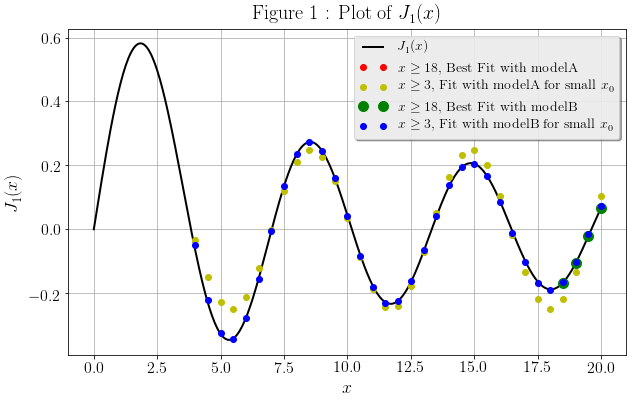 Figure 1 : Plot of J₁(x)
J₁(x)
x ≥ 18, Best Fit with modelA
x ≥ 3, Fit with modelA for small x₀
x ≥ 18, Best Fit with modelB
x ≥ 3, Fit with modelB for small x₀
0.6
0.4
0.2
0.0
−0.2
J₁(x)
0.0 2.5 5.0 7.5 10.0 12.5 15.0 17.5 20.0
x